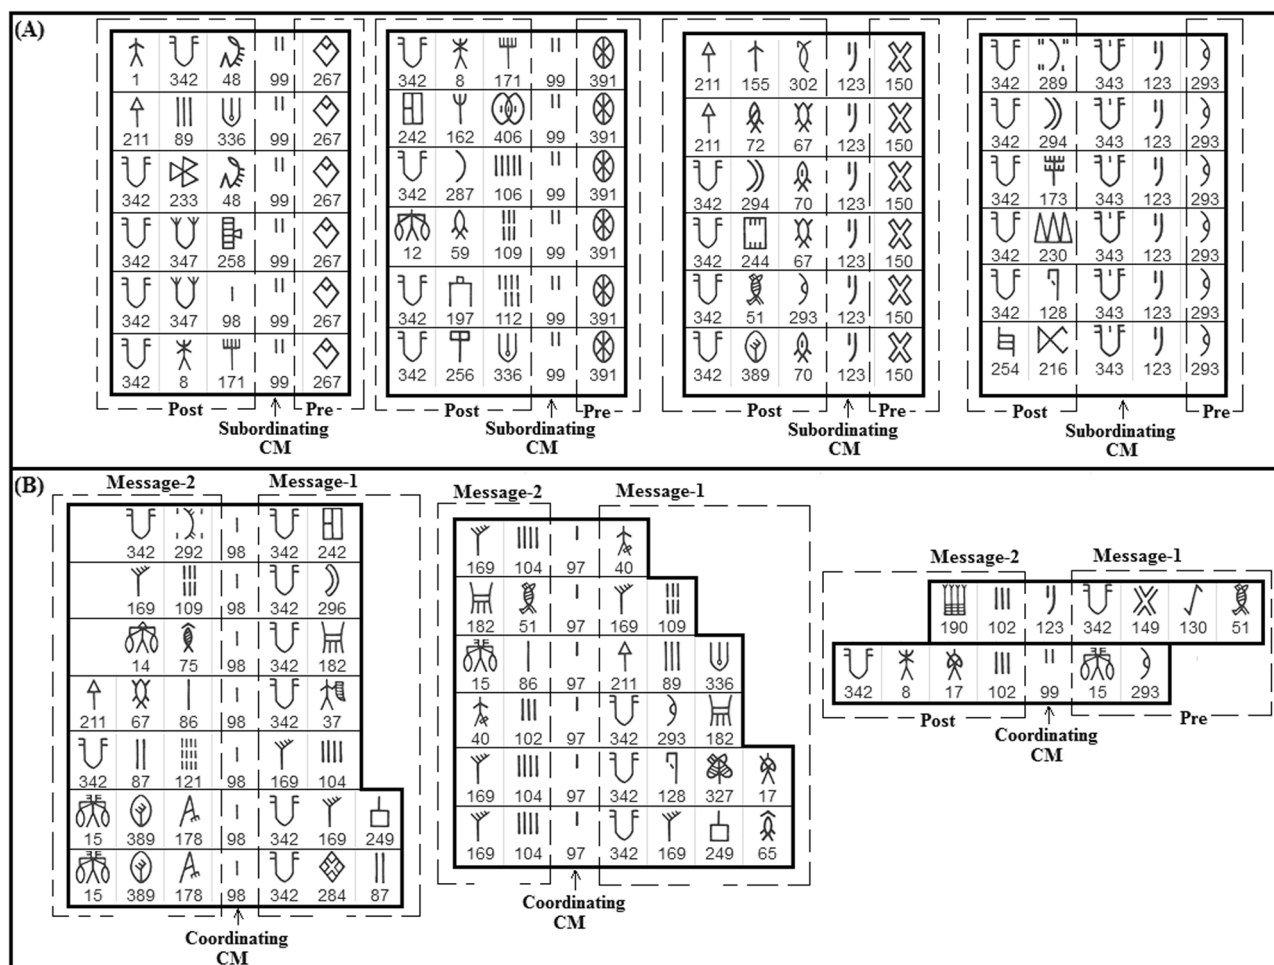 (A)
1 342 48 99 267
211 89 336 99 267
342 233 48 99 267
342 347 258 99 267
342 347 98 99 267
342 8 171 99 267
Post
Pre
Subordinating
CM
342 8 171 99 391
242 162 406 99 391
342 287 106 99 391
12 59 109 99 391
342 197 112 99 391
342 256 336 99 391
Post
Pre
Subordinating
CM
211 155 302 123 150
211 72 67 123 150
342 294 70 123 150
342 244 67 123 150
342 51 293 123 150
342 389 70 123 150
Post
Pre
Subordinating
CM
342 289 343 123 293
342 294 343 123 293
342 173 343 123 293
342 230 343 123 293
342 128 343 123 293
254 216 343 123 293
Post
Pre
Subordinating
CM
(B)
Message-2 Message-1
342 292 98 342 242
169 109 98 342 296
14 75 98 342 182
211 67 86 98 342 37
342 87 121 98 169 104
15 389 178 98 342 169 249
15 389 178 98 342 284 87
Coordinating
CM
Message-2 Message-1
169 104 97 40
182 51 97 169 109
15 86 97 211 89 336
40 102 97 342 293 182
169 104 97 342 128 327 17
169 104 97 342 169 249 65
Coordinating
CM
Message-2 Message-1
190 102 123 342 149 130 51
342 8 17 102 99 15 293
Post
Pre
Coordinating
CM